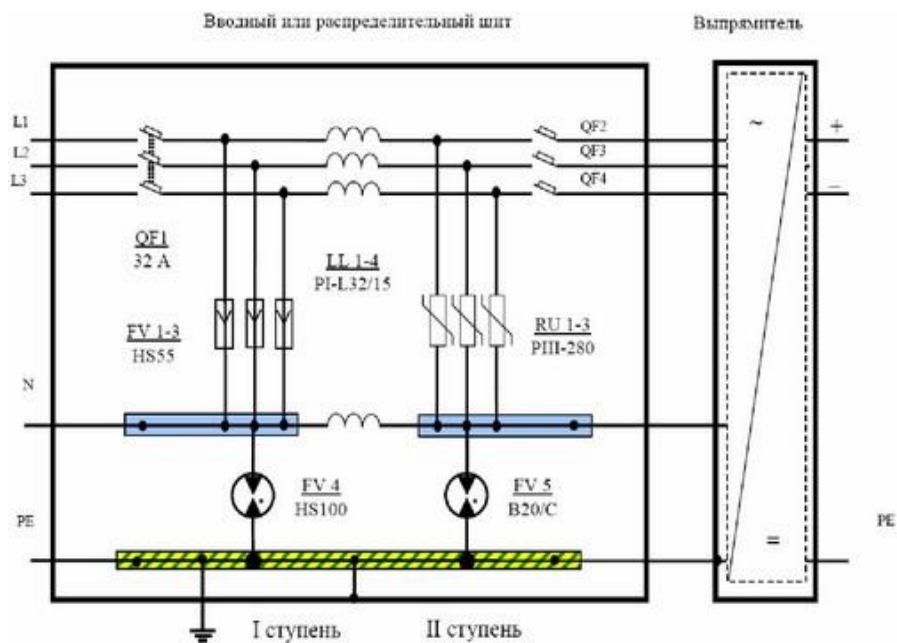 Вводный или распределительный щит
Выпрямитель
L1
L2
L3
QF2
QF3
QF4
~
+
–
QF1
32 А
LL 1-4
PI-L32/15
FV 1-3
HS55
RU 1-3
PIII-280
N
FV 4
HS100
FV 5
B20/C
PE
PE
=
I ступень
II ступень